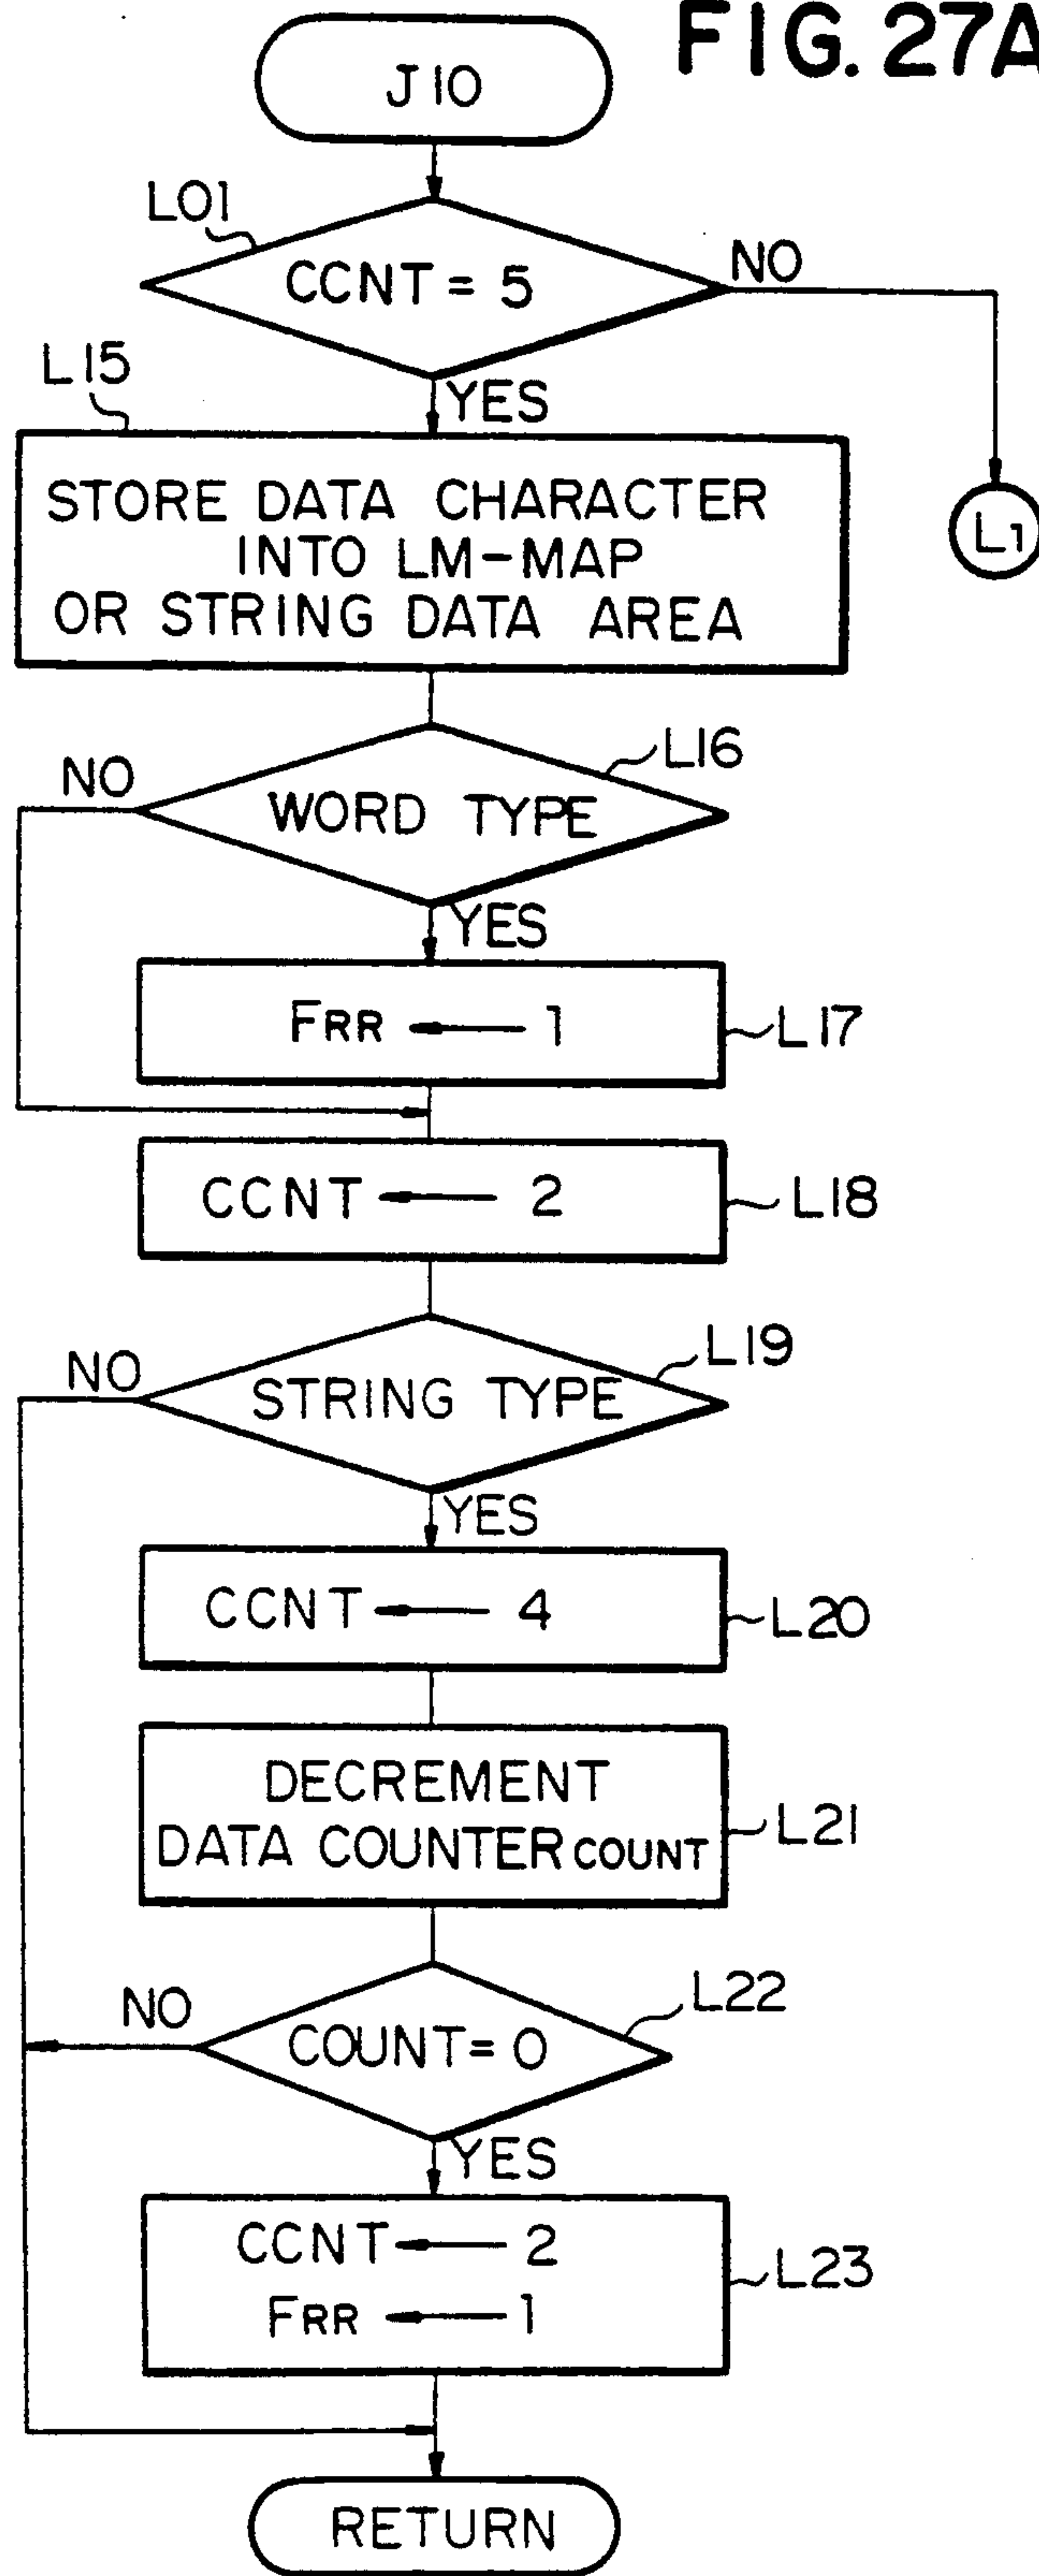 FIG. 27A
J10
L01
CCNT = 5
NO
L15
YES
STORE DATA CHARACTER
INTO LM-MAP
OR STRING DATA AREA
L1
L16
NO
WORD TYPE
YES
FRR ← 1
L17
CCNT ← 2
L18
L19
NO
STRING TYPE
YES
CCNT ← 4
L20
DECREMENT
DATA COUNTER COUNT
L21
L22
NO
COUNT = 0
YES
CCNT ← 2
FRR ← 1
L23
RETURN